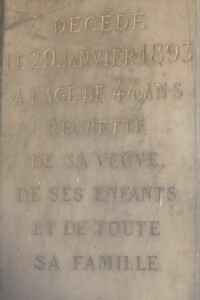 DÉCÉDÉ
LE 29 JANVIER 1893
A L'AGE DE 44 ANS
REGRETTÉ
DE SA VEUVE,
DE SES ENFANTS
ET DE TOUTE
SA FAMILLE